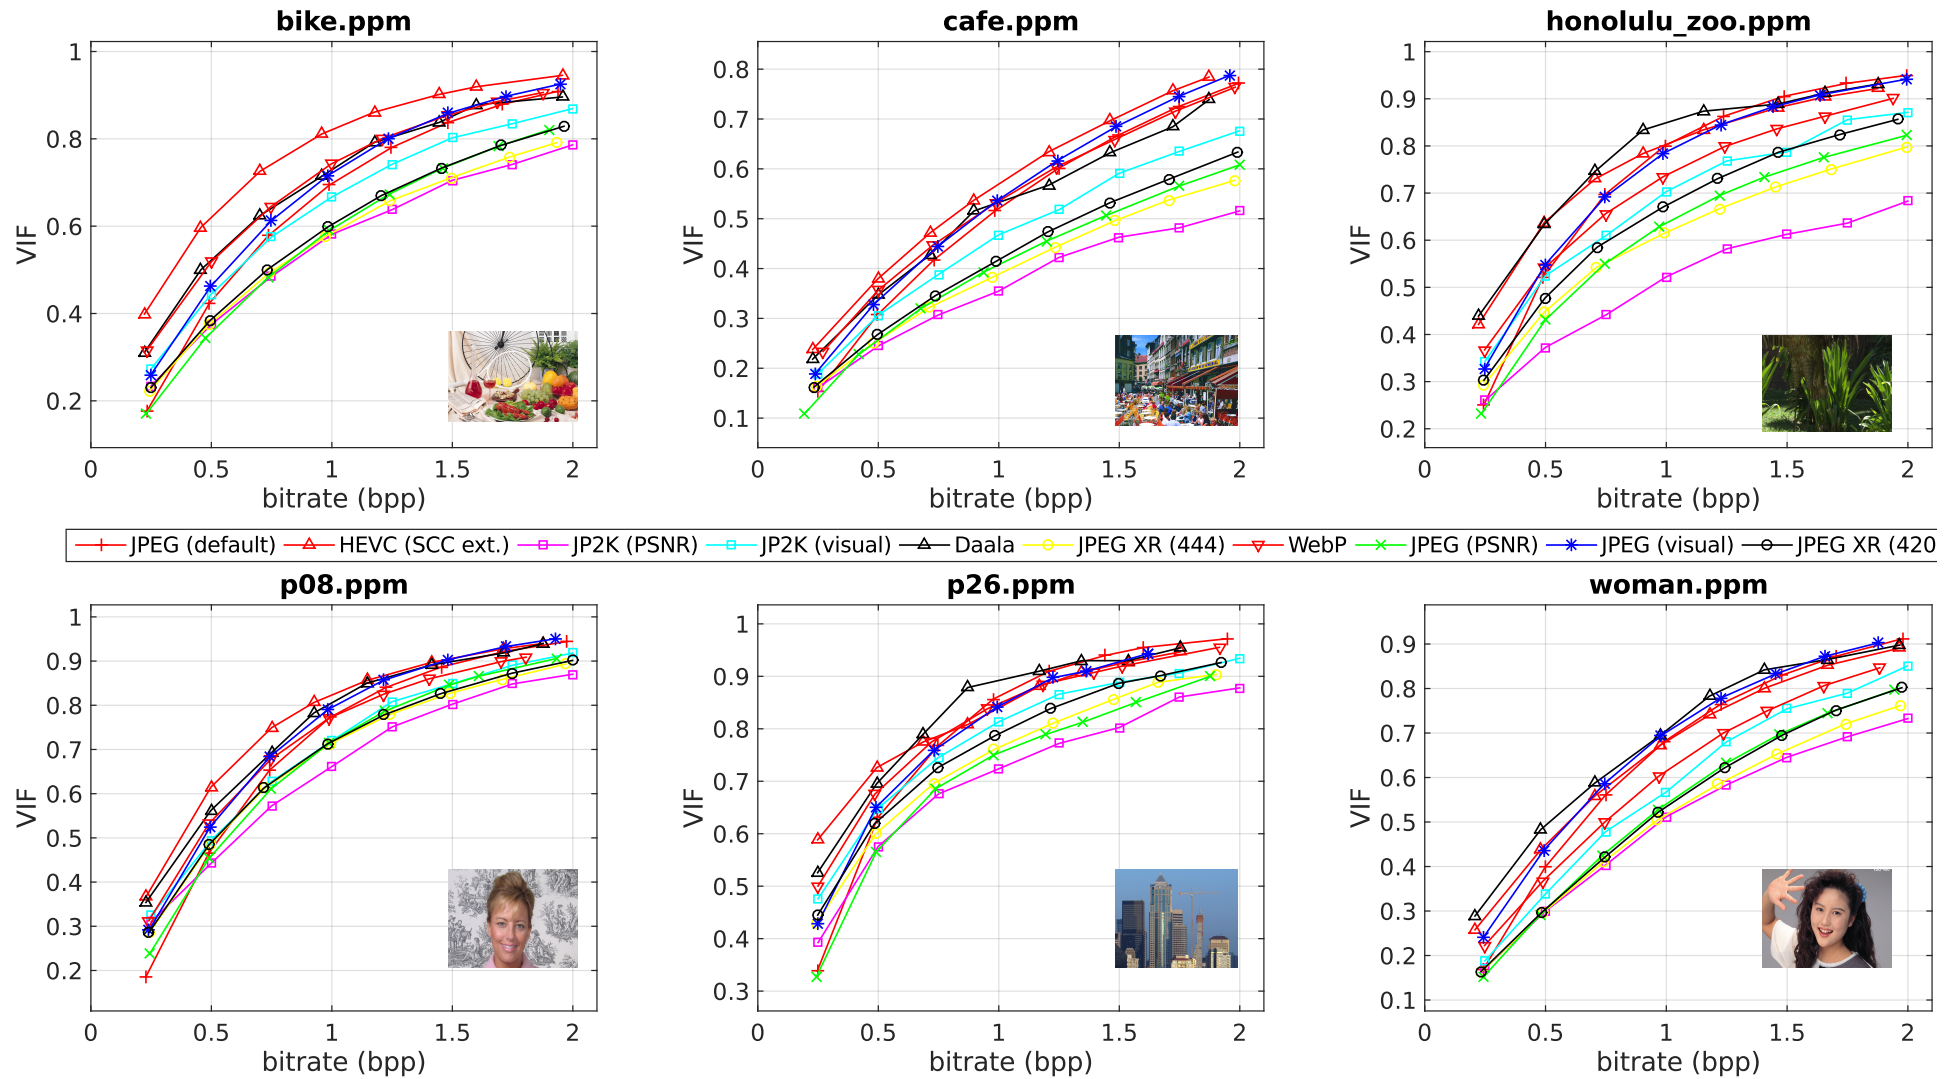 bike.ppm
1
0.8
0.6
0.4
0.2
VIF
0 0.5 1 1.5 2
bitrate (bpp)
cafe.ppm
0.8
0.7
0.6
0.5
0.4
0.3
0.2
0.1
VIF
0 0.5 1 1.5 2
bitrate (bpp)
honolulu_zoo.ppm
1
0.9
0.8
0.7
0.6
0.5
0.4
0.3
0.2
VIF
0 0.5 1 1.5 2
bitrate (bpp)
JPEG (default) HEVC (SCC ext.) JP2K (PSNR) JP2K (visual) Daala JPEG XR (444) WebP JPEG (PSNR) JPEG (visual) JPEG XR (420
p08.ppm
1
0.9
0.8
0.7
0.6
0.5
0.4
0.3
0.2
VIF
0 0.5 1 1.5 2
bitrate (bpp)
p26.ppm
1
0.9
0.8
0.7
0.6
0.5
0.4
0.3
VIF
0 0.5 1 1.5 2
bitrate (bpp)
woman.ppm
0.9
0.8
0.7
0.6
0.5
0.4
0.3
0.2
0.1
VIF
0 0.5 1 1.5 2
bitrate (bpp)